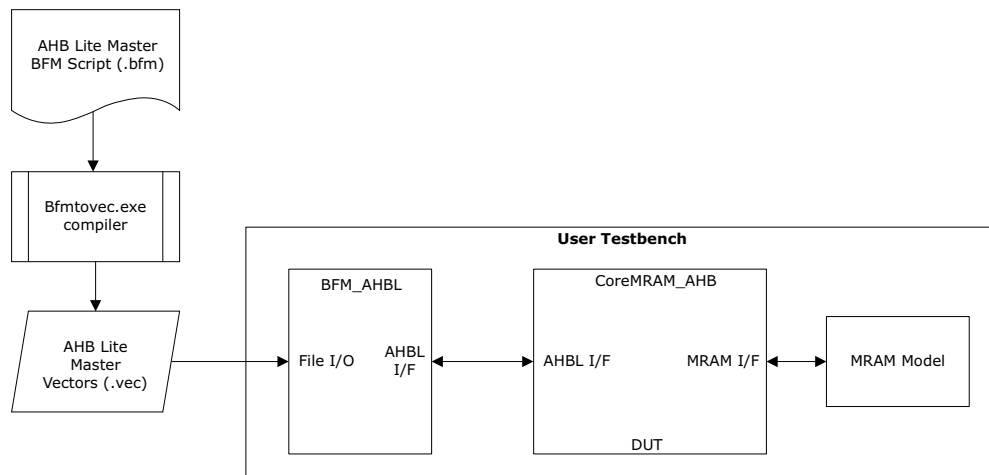 AHB Lite Master
BFM Script (.bfm)
Bfmtovec.exe
compiler
AHB Lite
Master
Vectors (.vec)
User Testbench
BFM_AHBL
File I/O
AHBL
I/F
CoreMRAM_AHB
AHBL I/F
MRAM I/F
DUT
MRAM Model